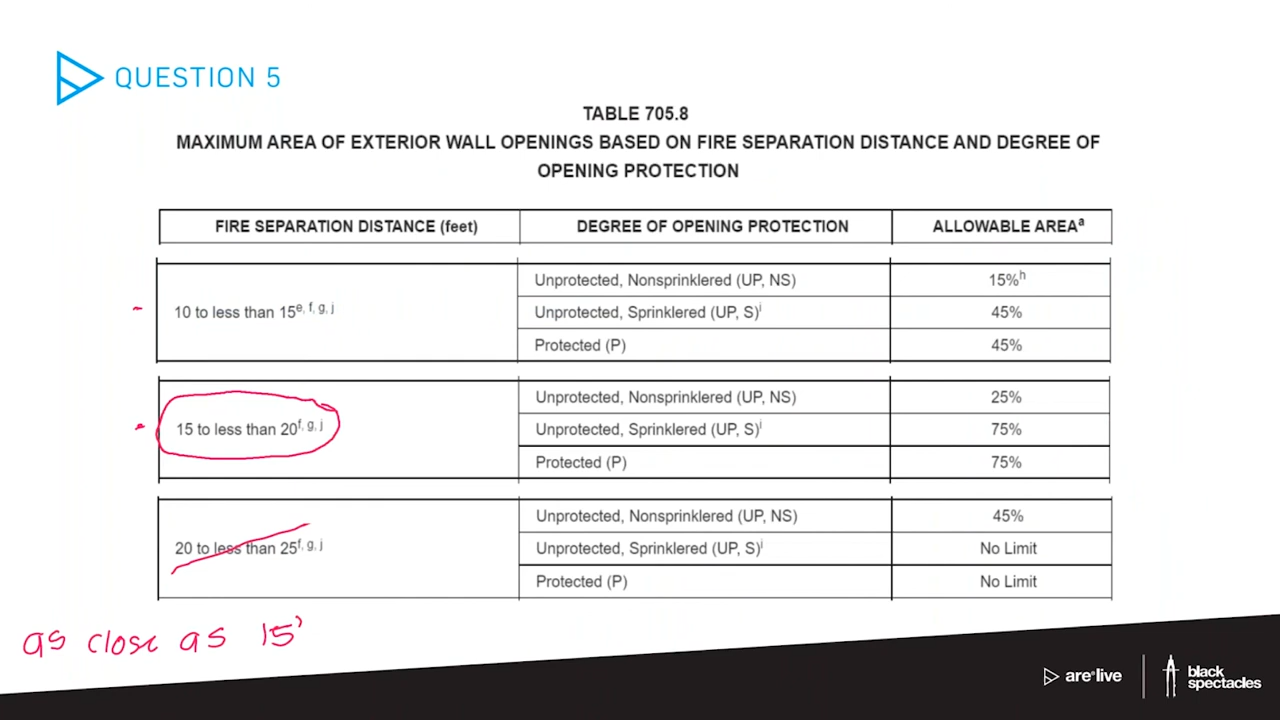 QUESTION 5
TABLE 705.8
MAXIMUM AREA OF EXTERIOR WALL OPENINGS BASED ON FIRE SEPARATION DISTANCE AND DEGREE OF
OPENING PROTECTION
FIRE SEPARATION DISTANCE (feet) DEGREE OF OPENING PROTECTION ALLOWABLE AREAa
Unprotected, Nonsprinklered (UP, NS) 15%h
10 to less than 15e, f, g, j Unprotected, Sprinklered (UP, S)i 45%
Protected (P) 45%
Unprotected, Nonsprinklered (UP, NS) 25%
15 to less than 20f, g, j Unprotected, Sprinklered (UP, S)i 75%
Protected (P) 75%
Unprotected, Nonsprinklered (UP, NS) 45%
20 to less than 25f, g, j Unprotected, Sprinklered (UP, S)i No Limit
Protected (P) No Limit
as close as 15'
are live
black
spectacles